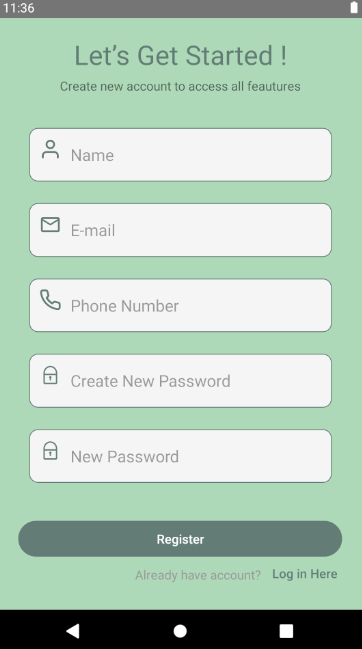 11:36
Let's Get Started !
Create new account to access all feautures
Name
E-mail
Phone Number
Create New Password
New Password
Register
Already have account? Log in Here